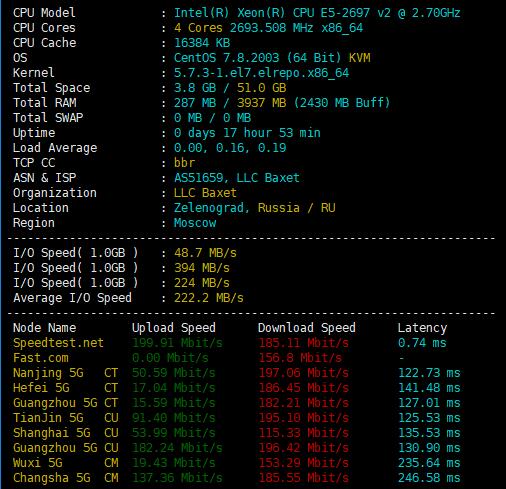 CPU Model : Intel(R) Xeon(R) CPU E5-2697 v2 @ 2.70GHz
CPU Cores : 4 Cores 2693.508 MHz x86_64
CPU Cache : 16384 KB
OS : CentOS 7.8.2003 (64 Bit) KVM
Kernel : 5.7.3-1.el7.elrepo.x86_64
Total Space : 3.8 GB / 51.0 GB
Total RAM : 287 MB / 3937 MB (2430 MB Buff)
Total SWAP : 0 MB / 0 MB
Uptime : 0 days 17 hour 53 min
Load Average : 0.00, 0.16, 0.19
TCP CC : bbr
ASN & ISP : AS51659, LLC Baxet
Organization : LLC Baxet
Location : Zelenograd, Russia / RU
Region : Moscow
----------------------------------------------------------------------
I/O Speed( 1.0GB ) : 48.7 MB/s
I/O Speed( 1.0GB ) : 394 MB/s
I/O Speed( 1.0GB ) : 224 MB/s
Average I/O Speed : 222.2 MB/s
----------------------------------------------------------------------
Node Name Upload Speed Download Speed Latency
Speedtest.net 199.91 Mbit/s 185.11 Mbit/s 0.74 ms
Fast.com 0.00 Mbit/s 156.8 Mbit/s -
Nanjing 5G CT 50.59 Mbit/s 197.06 Mbit/s 122.73 ms
Hefei 5G CT 17.04 Mbit/s 186.45 Mbit/s 141.48 ms
Guangzhou 5G CT 15.59 Mbit/s 182.21 Mbit/s 127.01 ms
TianJin 5G CU 91.40 Mbit/s 195.10 Mbit/s 125.53 ms
Shanghai 5G CU 53.99 Mbit/s 115.33 Mbit/s 135.53 ms
Guangzhou 5G CU 182.24 Mbit/s 196.42 Mbit/s 130.90 ms
Wuxi 5G CM 19.43 Mbit/s 153.29 Mbit/s 235.64 ms
Changsha 5G CM 137.36 Mbit/s 185.55 Mbit/s 246.58 ms